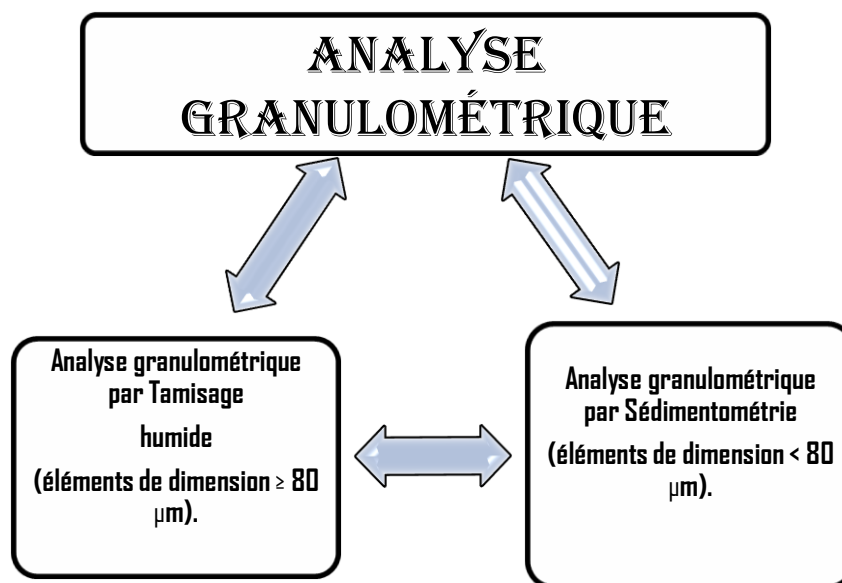 ANALYSE
GRANULOMÉTRIQUE
Analyse granulométrique
par Tamisage
humide
(éléments de dimension ≥ 80
μm).
Analyse granulométrique
par Sédimentométrie
(éléments de dimension < 80
μm).